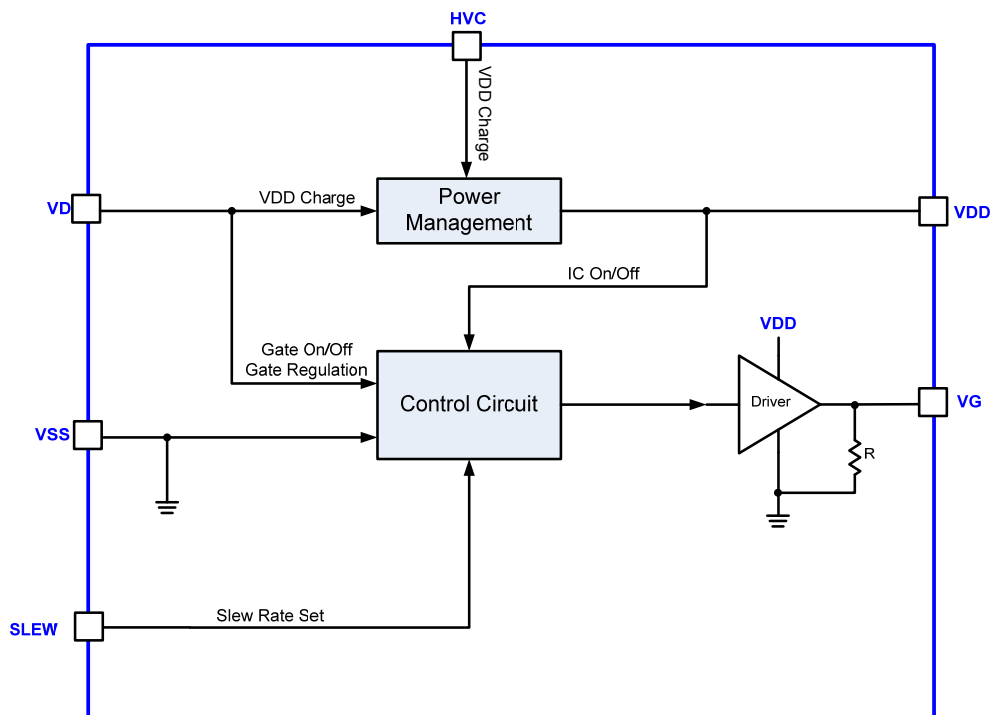 HVC
VDD Charge
VD
VDD Charge
Power
Management
VDD
IC On/Off
VDD
Gate On/Off
Gate Regulation
Control Circuit
Driver
VG
VSS
R
SLEW
Slew Rate Set